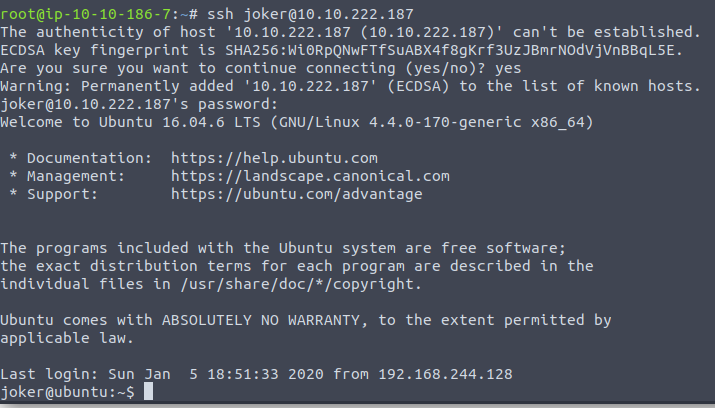 root@ip-10-10-186-7:~# ssh joker@10.10.222.187
The authenticity of host '10.10.222.187 (10.10.222.187)' can't be established.
ECDSA key fingerprint is SHA256:Wi0RpQNwFTfSuABX4f8gKrf3UzJBmrNOdVjVnBBqL5E.
Are you sure you want to continue connecting (yes/no)? yes
Warning: Permanently added '10.10.222.187' (ECDSA) to the list of known hosts.
joker@10.10.222.187's password:
Welcome to Ubuntu 16.04.6 LTS (GNU/Linux 4.4.0-170-generic x86_64)
* Documentation:  https://help.ubuntu.com
* Management:     https://landscape.canonical.com
* Support:        https://ubuntu.com/advantage
The programs included with the Ubuntu system are free software;
the exact distribution terms for each program are described in the
individual files in /usr/share/doc/*/copyright.
Ubuntu comes with ABSOLUTELY NO WARRANTY, to the extent permitted by
applicable law.
Last login: Sun Jan  5 18:51:33 2020 from 192.168.244.128
joker@ubuntu:~$